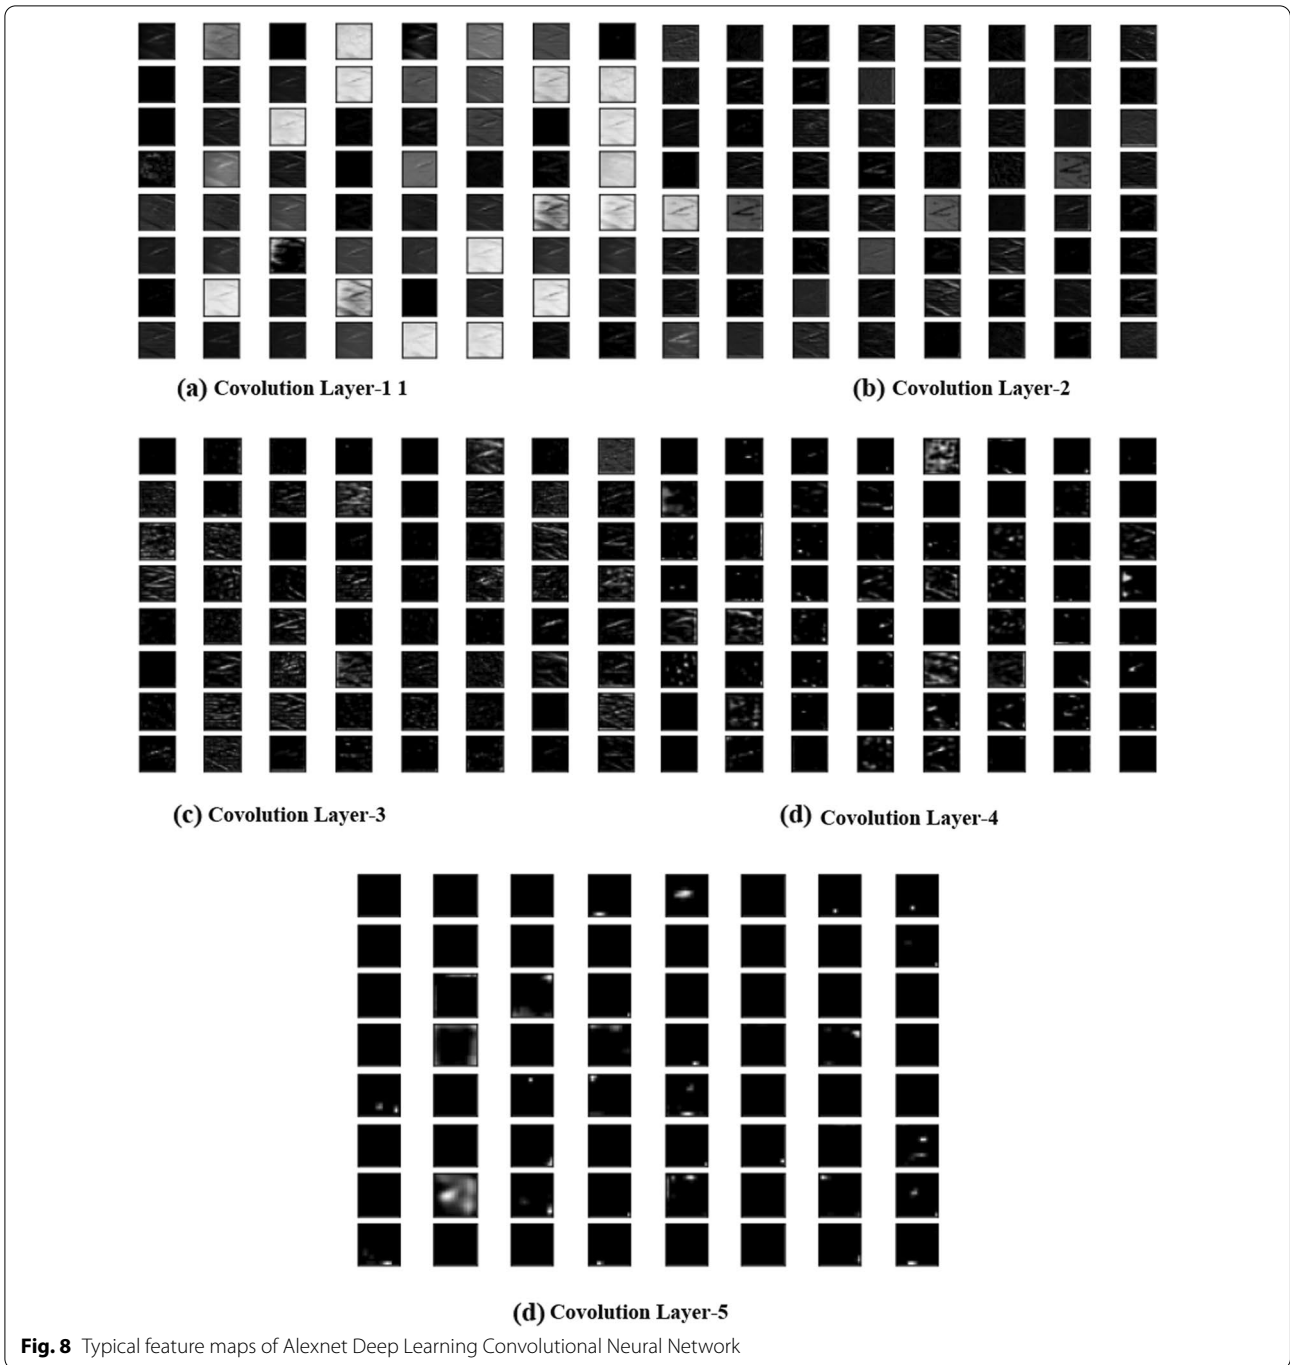 (a) Covolution Layer-1 1
(b) Covolution Layer-2
(c) Covolution Layer-3
(d) Covolution Layer-4
(d) Covolution Layer-5
Fig. 8 Typical feature maps of Alexnet Deep Learning Convolutional Neural Network